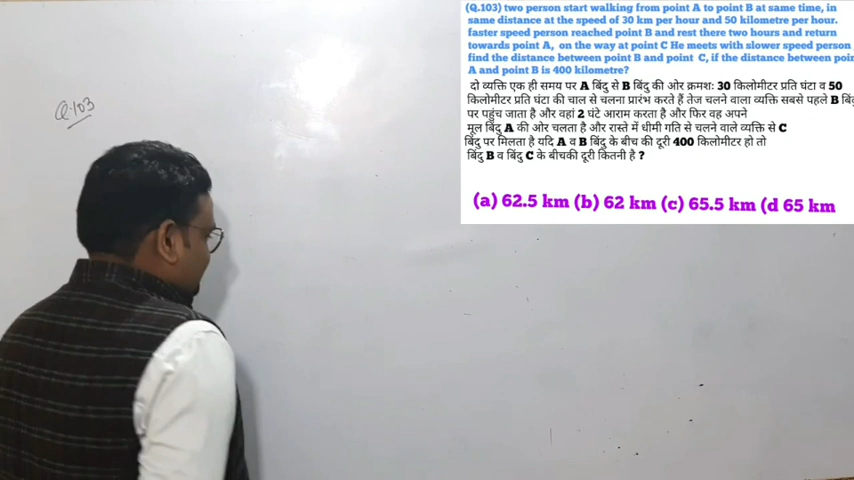 (Q.103) two person start walking from point A to point B at same time, in
same distance at the speed of 30 km per hour and 50 kilometre per hour.
faster speed person reached point B and rest there two hours and return
towards point A, on the way at point C He meets with slower speed person
find the distance between point B and point C, if the distance between poin
A and point B is 400 kilometre?
दो व्यक्ति एक ही समय पर A बिंदु से B बिंदु की ओर क्रमशः 30 किलोमीटर प्रति घंटा व 50
किलोमीटर प्रति घंटा की चाल से चलना प्रारंभ करते हैं तेज चलने वाला व्यक्ति सबसे पहले B बिंदु
पर पहुंच जाता है और वहां 2 घंटे आराम करता है और फिर वह अपने
मूल बिंदु A की ओर चलता है और रास्ते में धीमी गति से चलने वाले व्यक्ति से C
बिंदु पर मिलता है यदि A व B बिंदु के बीच की दूरी 400 किलोमीटर हो तो
बिंदु B व बिंदु C के बीचकी दूरी कितनी है ?
(a) 62.5 km (b) 62 km (c) 65.5 km (d 65 km
Q.103